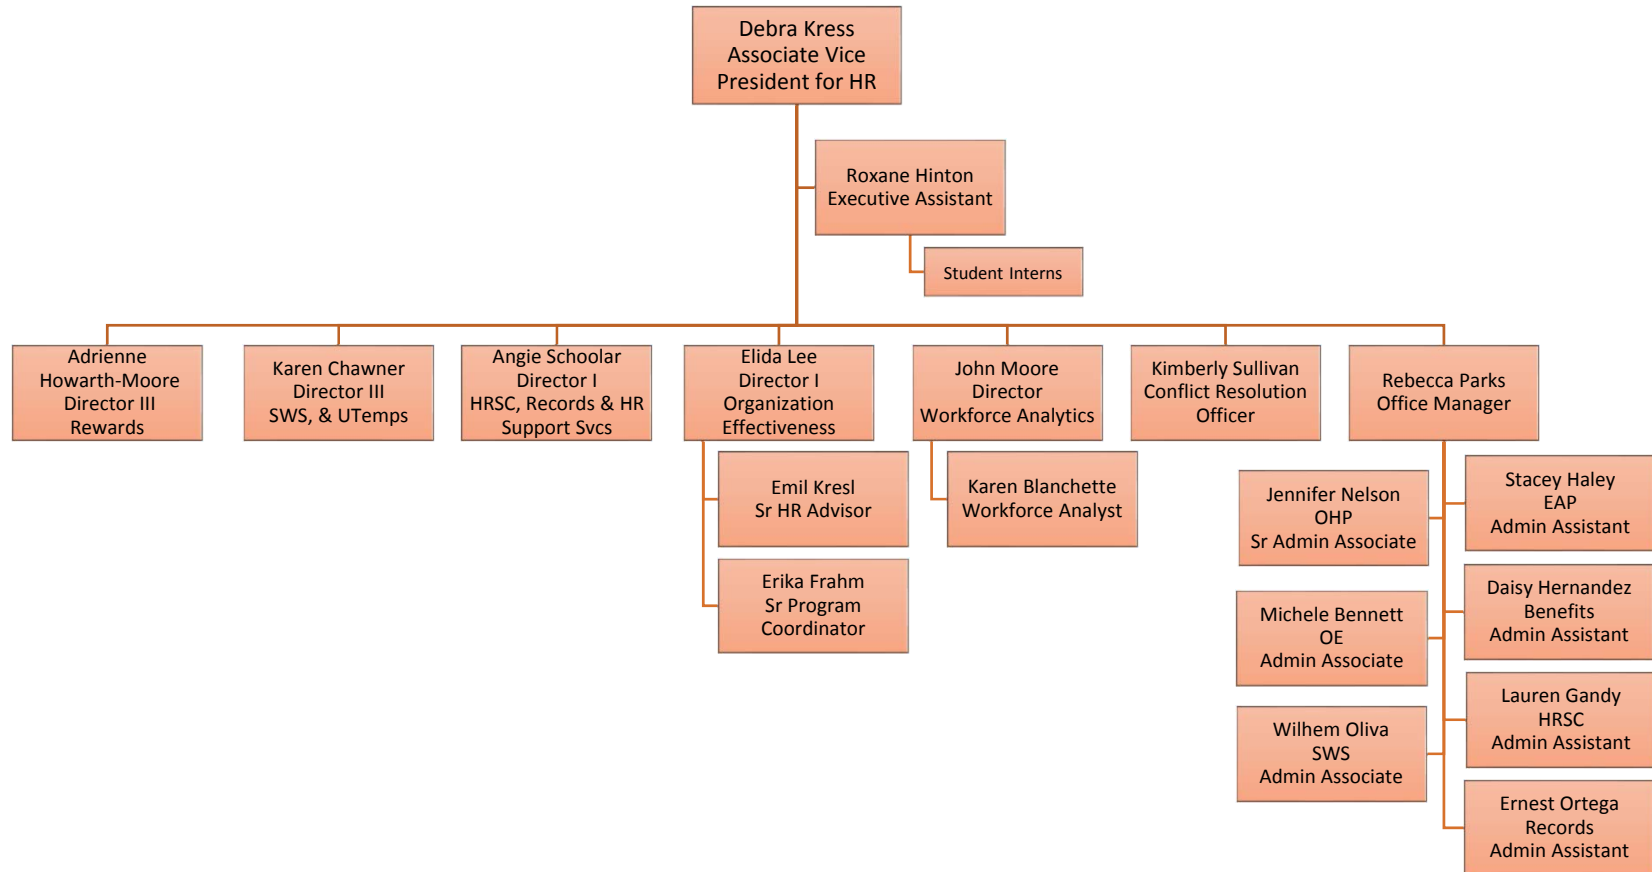 Debra Kress
Associate Vice
President for HR
Roxane Hinton
Executive Assistant
Student Interns
Adrienne
Howarth-Moore
Director III
Rewards
Karen Chawner
Director III
SWS, & UTemps
Angie Schoolar
Director I
HRSC, Records & HR
Support Svcs
Elida Lee
Director I
Organization
Effectiveness
John Moore
Director
Workforce Analytics
Kimberly Sullivan
Conflict Resolution
Officer
Rebecca Parks
Office Manager
Emil Kresl
Sr HR Advisor
Erika Frahm
Sr Program
Coordinator
Karen Blanchette
Workforce Analyst
Jennifer Nelson
OHP
Sr Admin Associate
Stacey Haley
EAP
Admin Assistant
Michele Bennett
OE
Admin Associate
Daisy Hernandez
Benefits
Admin Assistant
Wilhem Oliva
SWS
Admin Associate
Lauren Gandy
HRSC
Admin Assistant
Ernest Ortega
Records
Admin Assistant